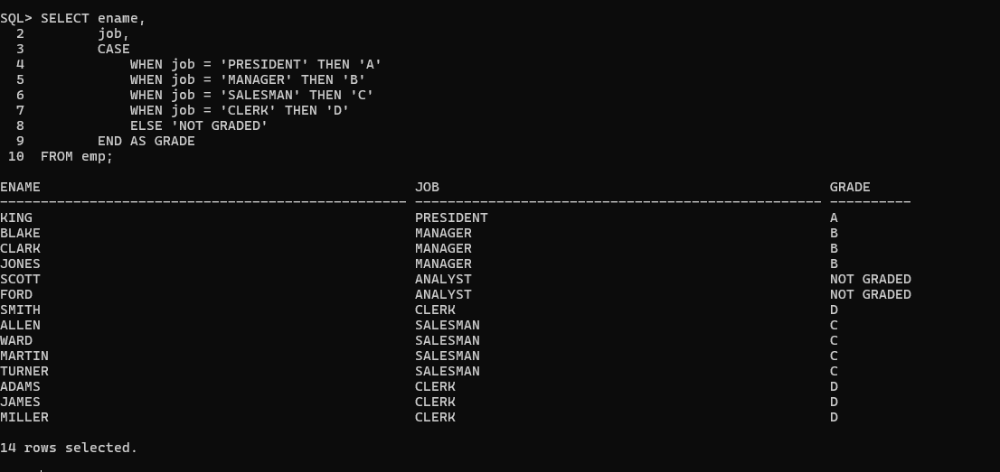 SQL> SELECT ename,
  2         job,
  3         CASE
  4             WHEN job = 'PRESIDENT' THEN 'A'
  5             WHEN job = 'MANAGER' THEN 'B'
  6             WHEN job = 'SALESMAN' THEN 'C'
  7             WHEN job = 'CLERK' THEN 'D'
  8             ELSE 'NOT GRADED'
  9         END AS GRADE
 10  FROM emp;
ENAME                                              JOB                                                GRADE
-------------------------------------------------- -------------------------------------------------- ----------
KING                                               PRESIDENT                                          A
BLAKE                                              MANAGER                                            B
CLARK                                              MANAGER                                            B
JONES                                              MANAGER                                            B
SCOTT                                              ANALYST                                            NOT GRADED
FORD                                               ANALYST                                            NOT GRADED
SMITH                                              CLERK                                              D
ALLEN                                              SALESMAN                                           C
WARD                                               SALESMAN                                           C
MARTIN                                             SALESMAN                                           C
TURNER                                             SALESMAN                                           C
ADAMS                                              CLERK                                              D
JAMES                                              CLERK                                              D
MILLER                                             CLERK                                              D
14 rows selected.